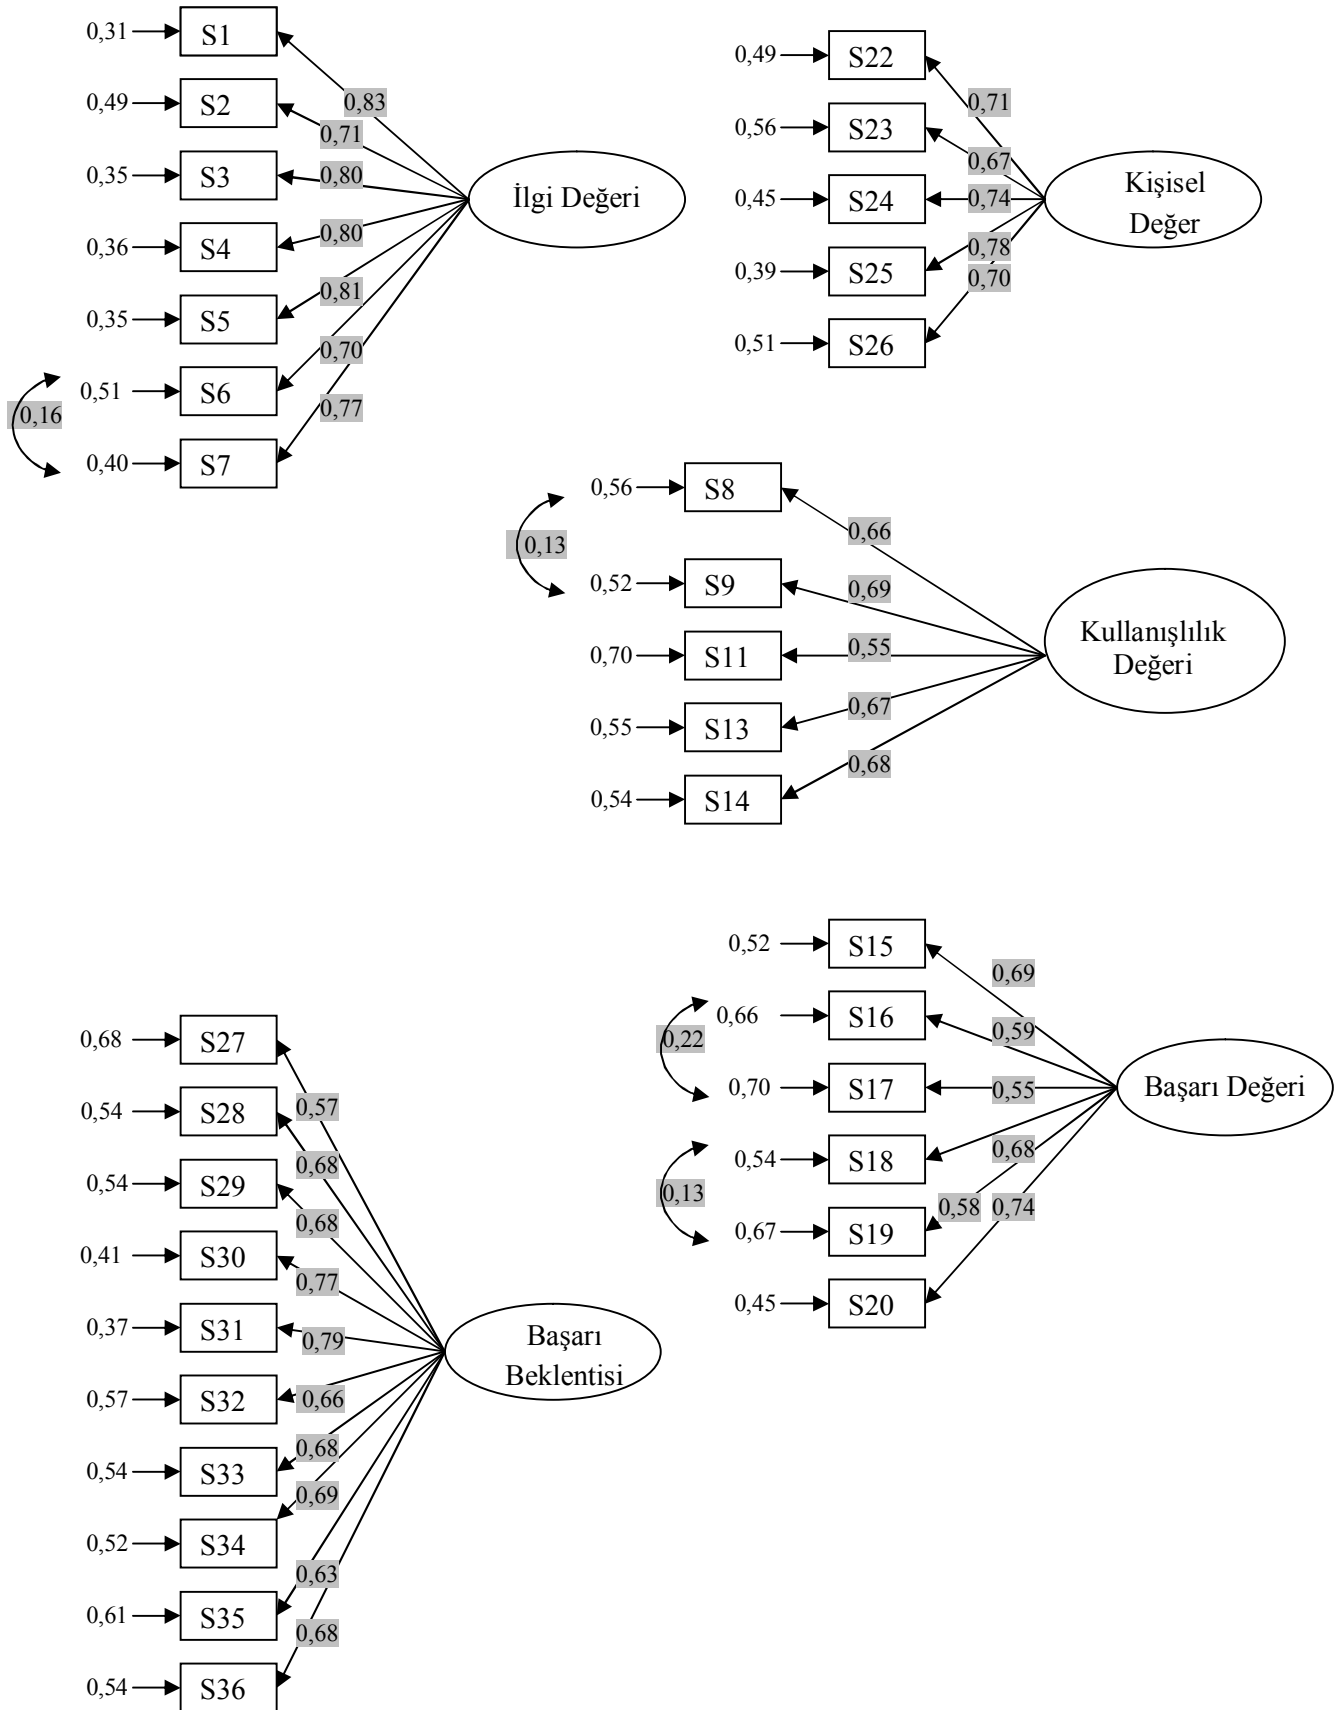 0,31
S1
0,49
S2
0,35
S3
0,36
S4
0,35
S5
0,51
S6
0,40
S7
0,16
0,83
0,71
0,80
0,80
0,81
0,70
0,77
İlgi Değeri
0,49
S22
0,56
S23
0,45
S24
0,39
S25
0,51
S26
0,71
0,67
0,74
0,78
0,70
Kişisel
Değer
0,56
S8
0,52
S9
0,70
S11
0,55
S13
0,54
S14
0,13
0,66
0,69
0,55
0,67
0,68
Kullanışlılık
Değeri
0,52
S15
0,66
S16
0,70
S17
0,54
S18
0,67
S19
0,45
S20
0,22
0,13
0,69
0,59
0,55
0,68
0,58
0,74
Başarı Değeri
0,68
S27
0,54
S28
0,54
S29
0,41
S30
0,37
S31
0,57
S32
0,54
S33
0,52
S34
0,61
S35
0,54
S36
0,57
0,68
0,68
0,77
0,79
0,66
0,68
0,69
0,63
0,68
Başarı
Beklentisi